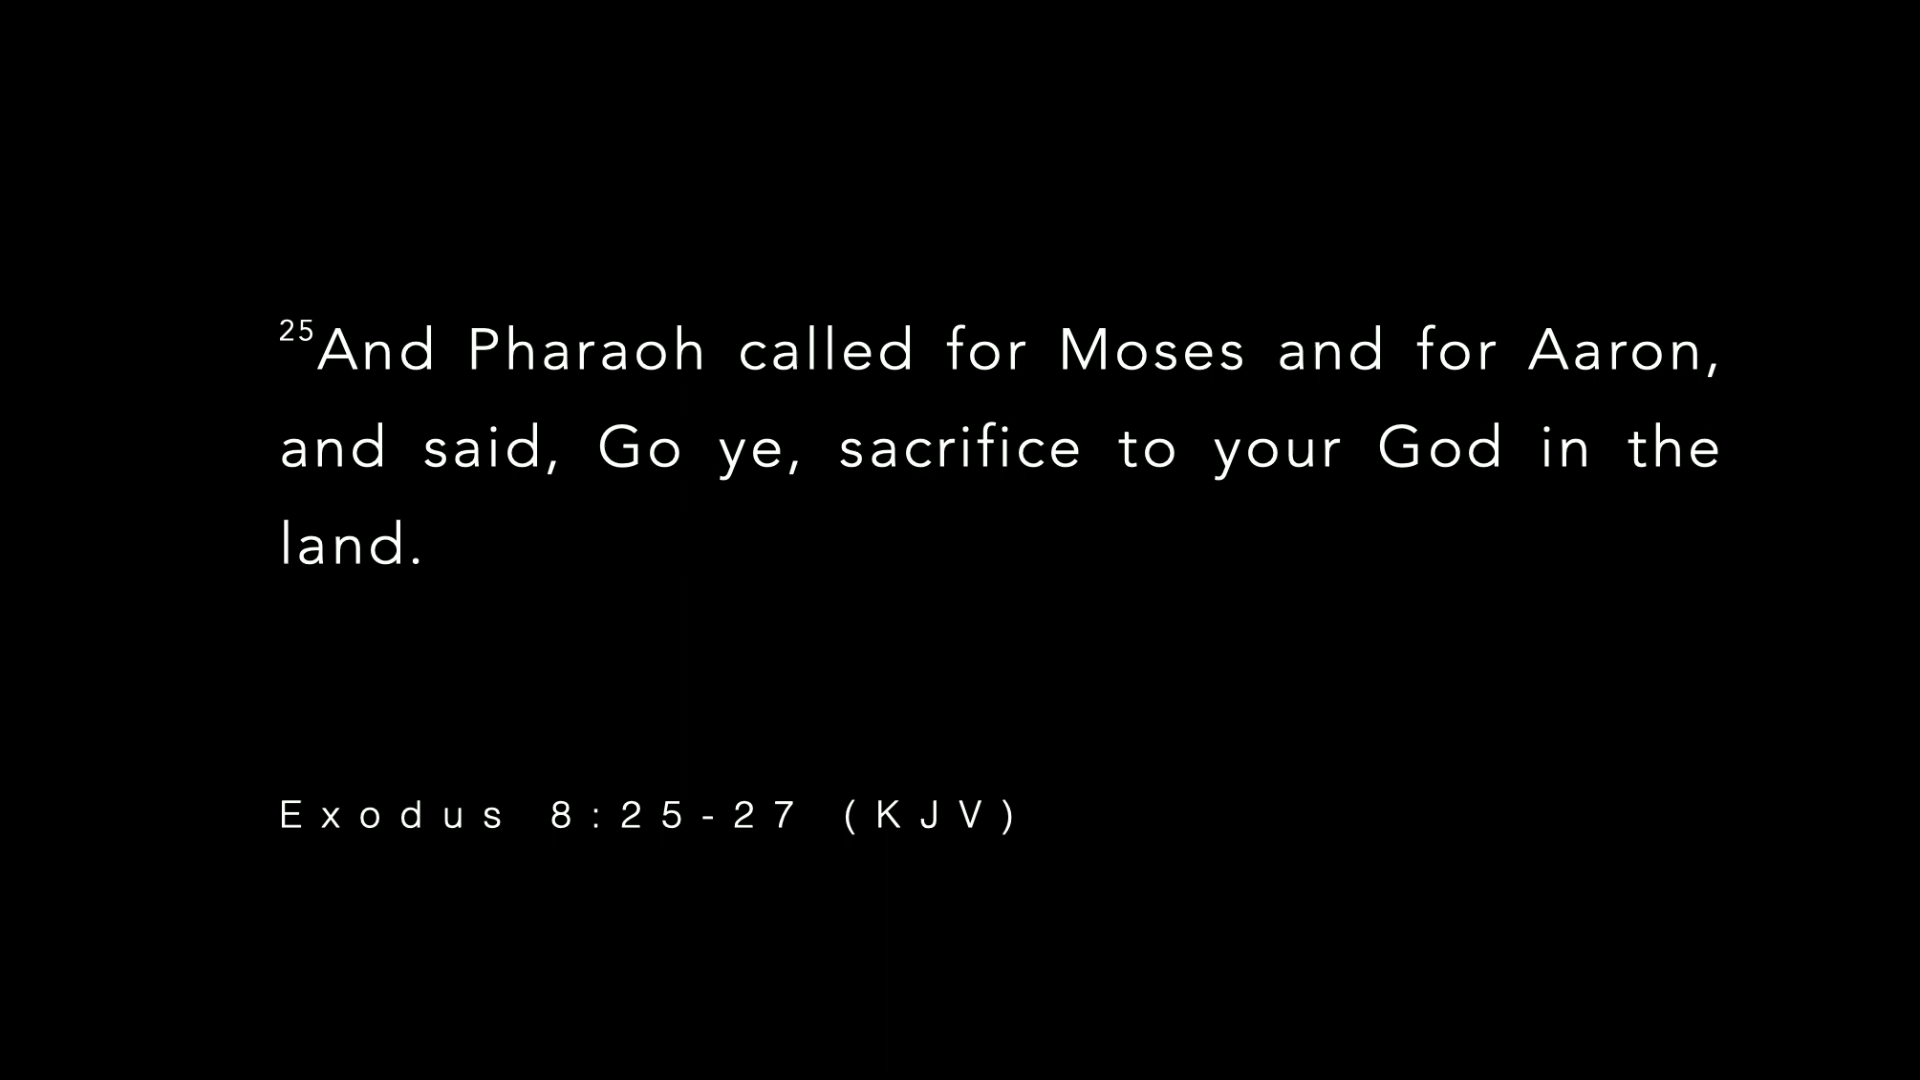 25And Pharaoh called for Moses and for Aaron,
and said, Go ye, sacrifice to your God in the
land.
Exodus 8:25-27 (KJV)